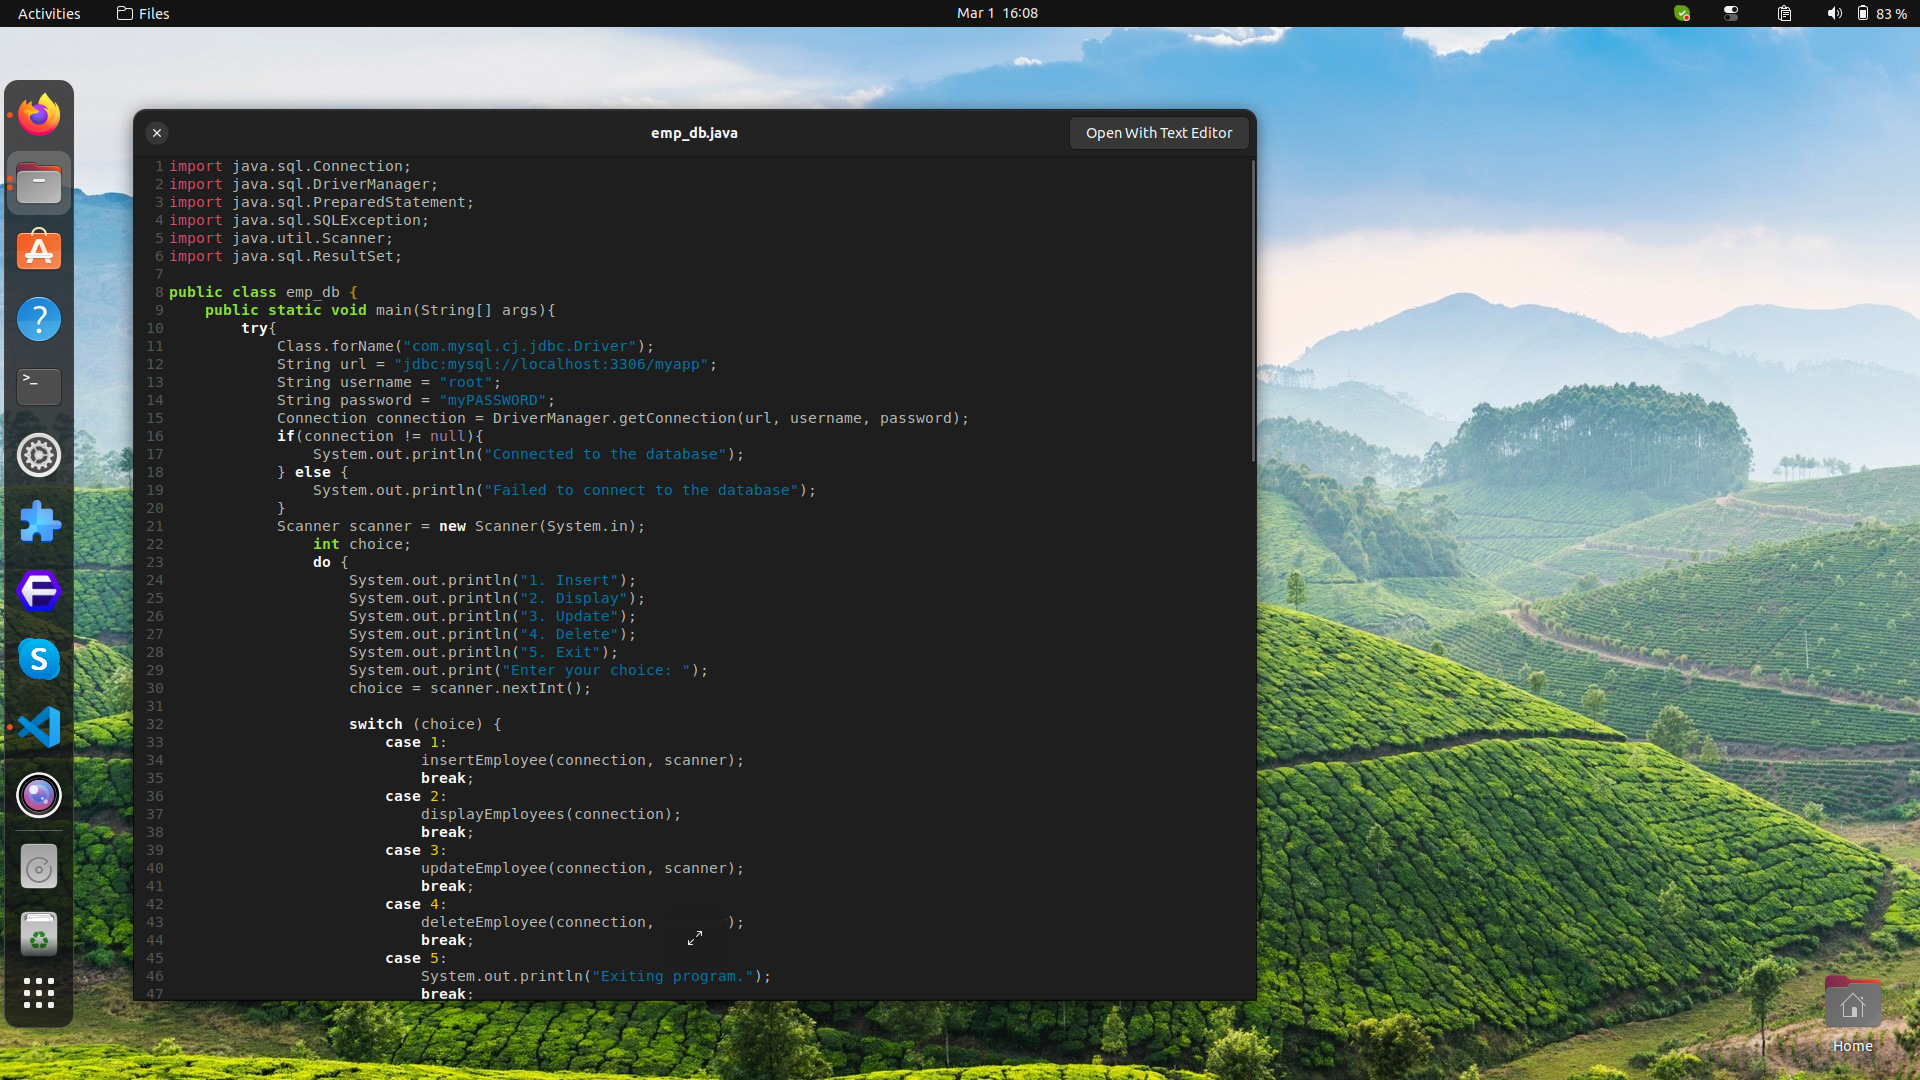 Activities Files Mar 1 16:08 83 %
emp_db.java Open With Text Editor
1 import java.sql.Connection;
2 import java.sql.DriverManager;
3 import java.sql.PreparedStatement;
4 import java.sql.SQLException;
5 import java.util.Scanner;
6 import java.sql.ResultSet;
7
8 public class emp_db {
9 public static void main(String[] args){
10 try{
11 Class.forName("com.mysql.cj.jdbc.Driver");
12 String url = "jdbc:mysql://localhost:3306/myapp";
13 String username = "root";
14 String password = "myPASSWORD";
15 Connection connection = DriverManager.getConnection(url, username, password);
16 if(connection != null){
17 System.out.println("Connected to the database");
18 } else {
19 System.out.println("Failed to connect to the database");
20 }
21 Scanner scanner = new Scanner(System.in);
22 int choice;
23 do {
24 System.out.println("1. Insert");
25 System.out.println("2. Display");
26 System.out.println("3. Update");
27 System.out.println("4. Delete");
28 System.out.println("5. Exit");
29 System.out.print("Enter your choice: ");
30 choice = scanner.nextInt();
31
32 switch (choice) {
33 case 1:
34 insertEmployee(connection, scanner);
35 break;
36 case 2:
37 displayEmployees(connection);
38 break;
39 case 3:
40 updateEmployee(connection, scanner);
41 break;
42 case 4:
43 deleteEmployee(connection, );
44 break;
45 case 5:
46 System.out.println("Exiting program.");
47 break;
Home